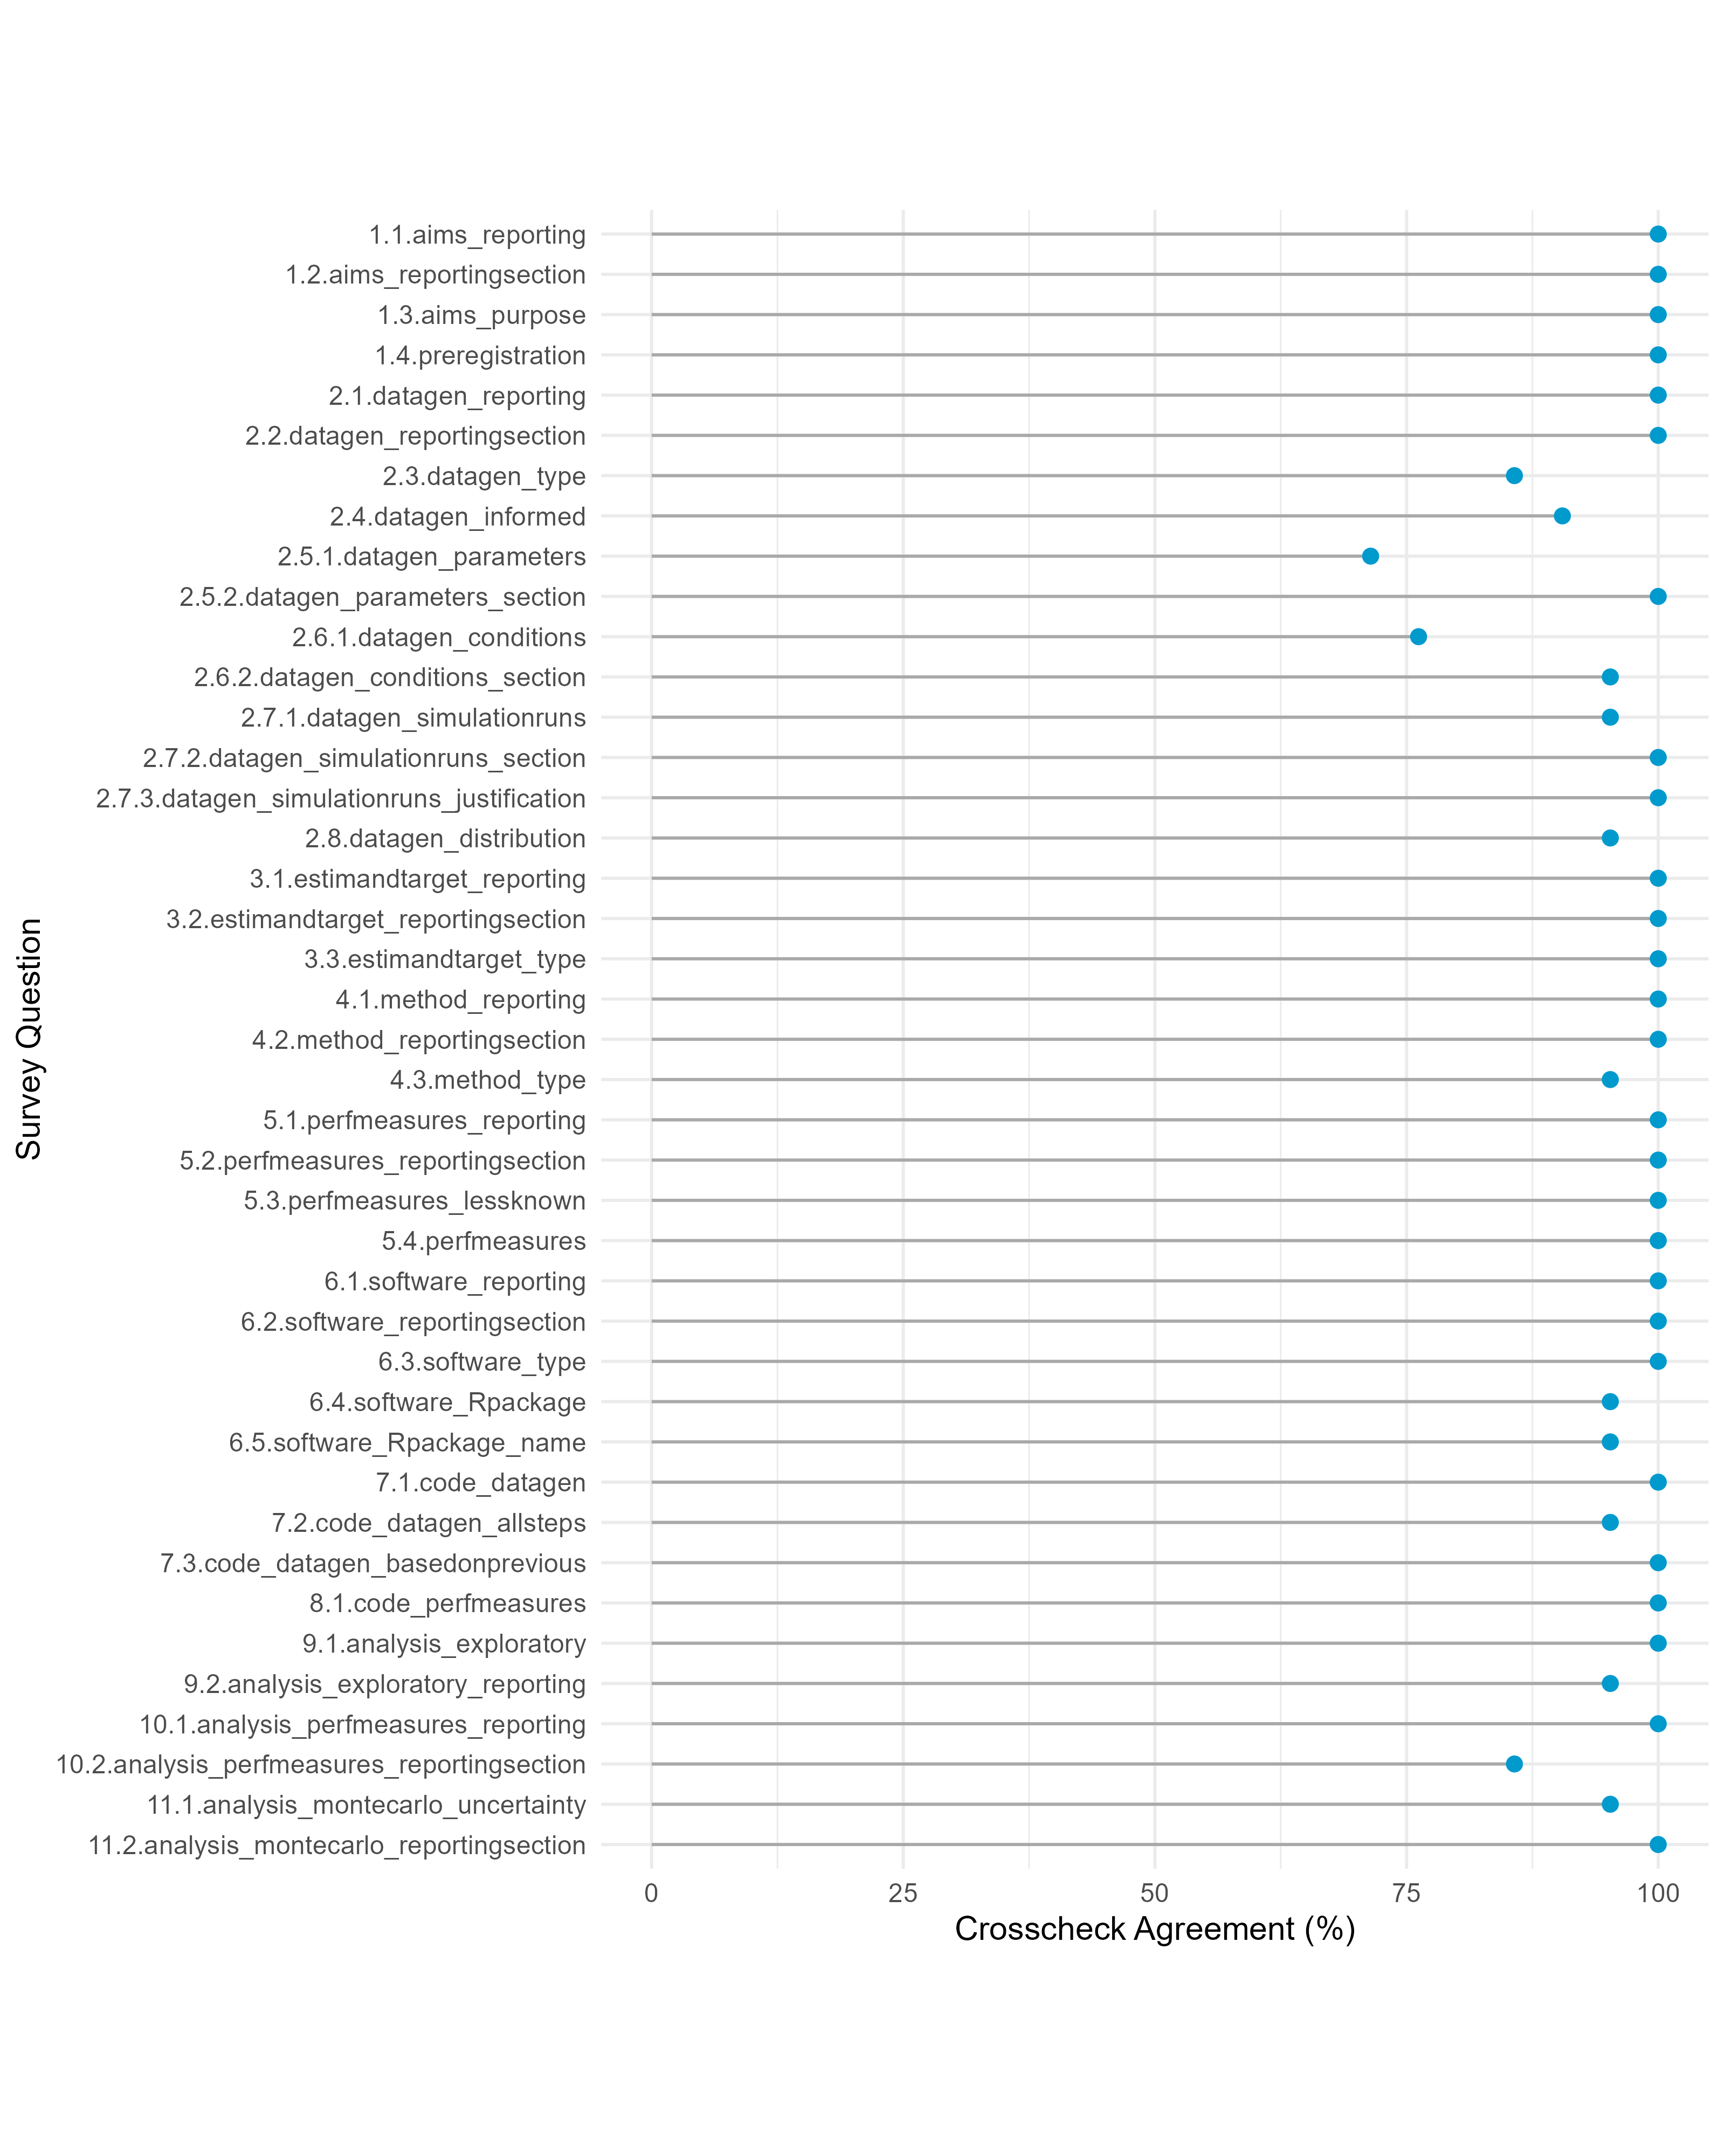 1.1.aims_reporting
1.2.aims_reportingsection
1.3.aims_purpose
1.4.preregistration
2.1.datagen_reporting
2.2.datagen_reportingsection
2.3.datagen_type
2.4.datagen_informed
2.5.1.datagen_parameters
2.5.2.datagen_parameters_section
2.6.1.datagen_conditions
2.6.2.datagen_conditions_section
2.7.1.datagen_simulationruns
2.7.2.datagen_simulationruns_section
2.7.3.datagen_simulationruns_justification
2.8.datagen_distribution
3.1.estimandtarget_reporting
3.2.estimandtarget_reportingsection
3.3.estimandtarget_type
4.1.method_reporting
4.2.method_reportingsection
4.3.method_type
5.1.perfmeasures_reporting
5.2.perfmeasures_reportingsection
5.3.perfmeasures_lessknown
5.4.perfmeasures
6.1.software_reporting
6.2.software_reportingsection
6.3.software_type
6.4.software_Rpackage
6.5.software_Rpackage_name
7.1.code_datagen
7.2.code_datagen_allsteps
7.3.code_datagen_basedonprevious
8.1.code_perfmeasures
9.1.analysis_exploratory
9.2.analysis_exploratory_reporting
10.1.analysis_perfmeasures_reporting
10.2.analysis_perfmeasures_reportingsection
11.1.analysis_montecarlo_uncertainty
11.2.analysis_montecarlo_reportingsection
Survey Question
0 25 50 75 100
Crosscheck Agreement (%)